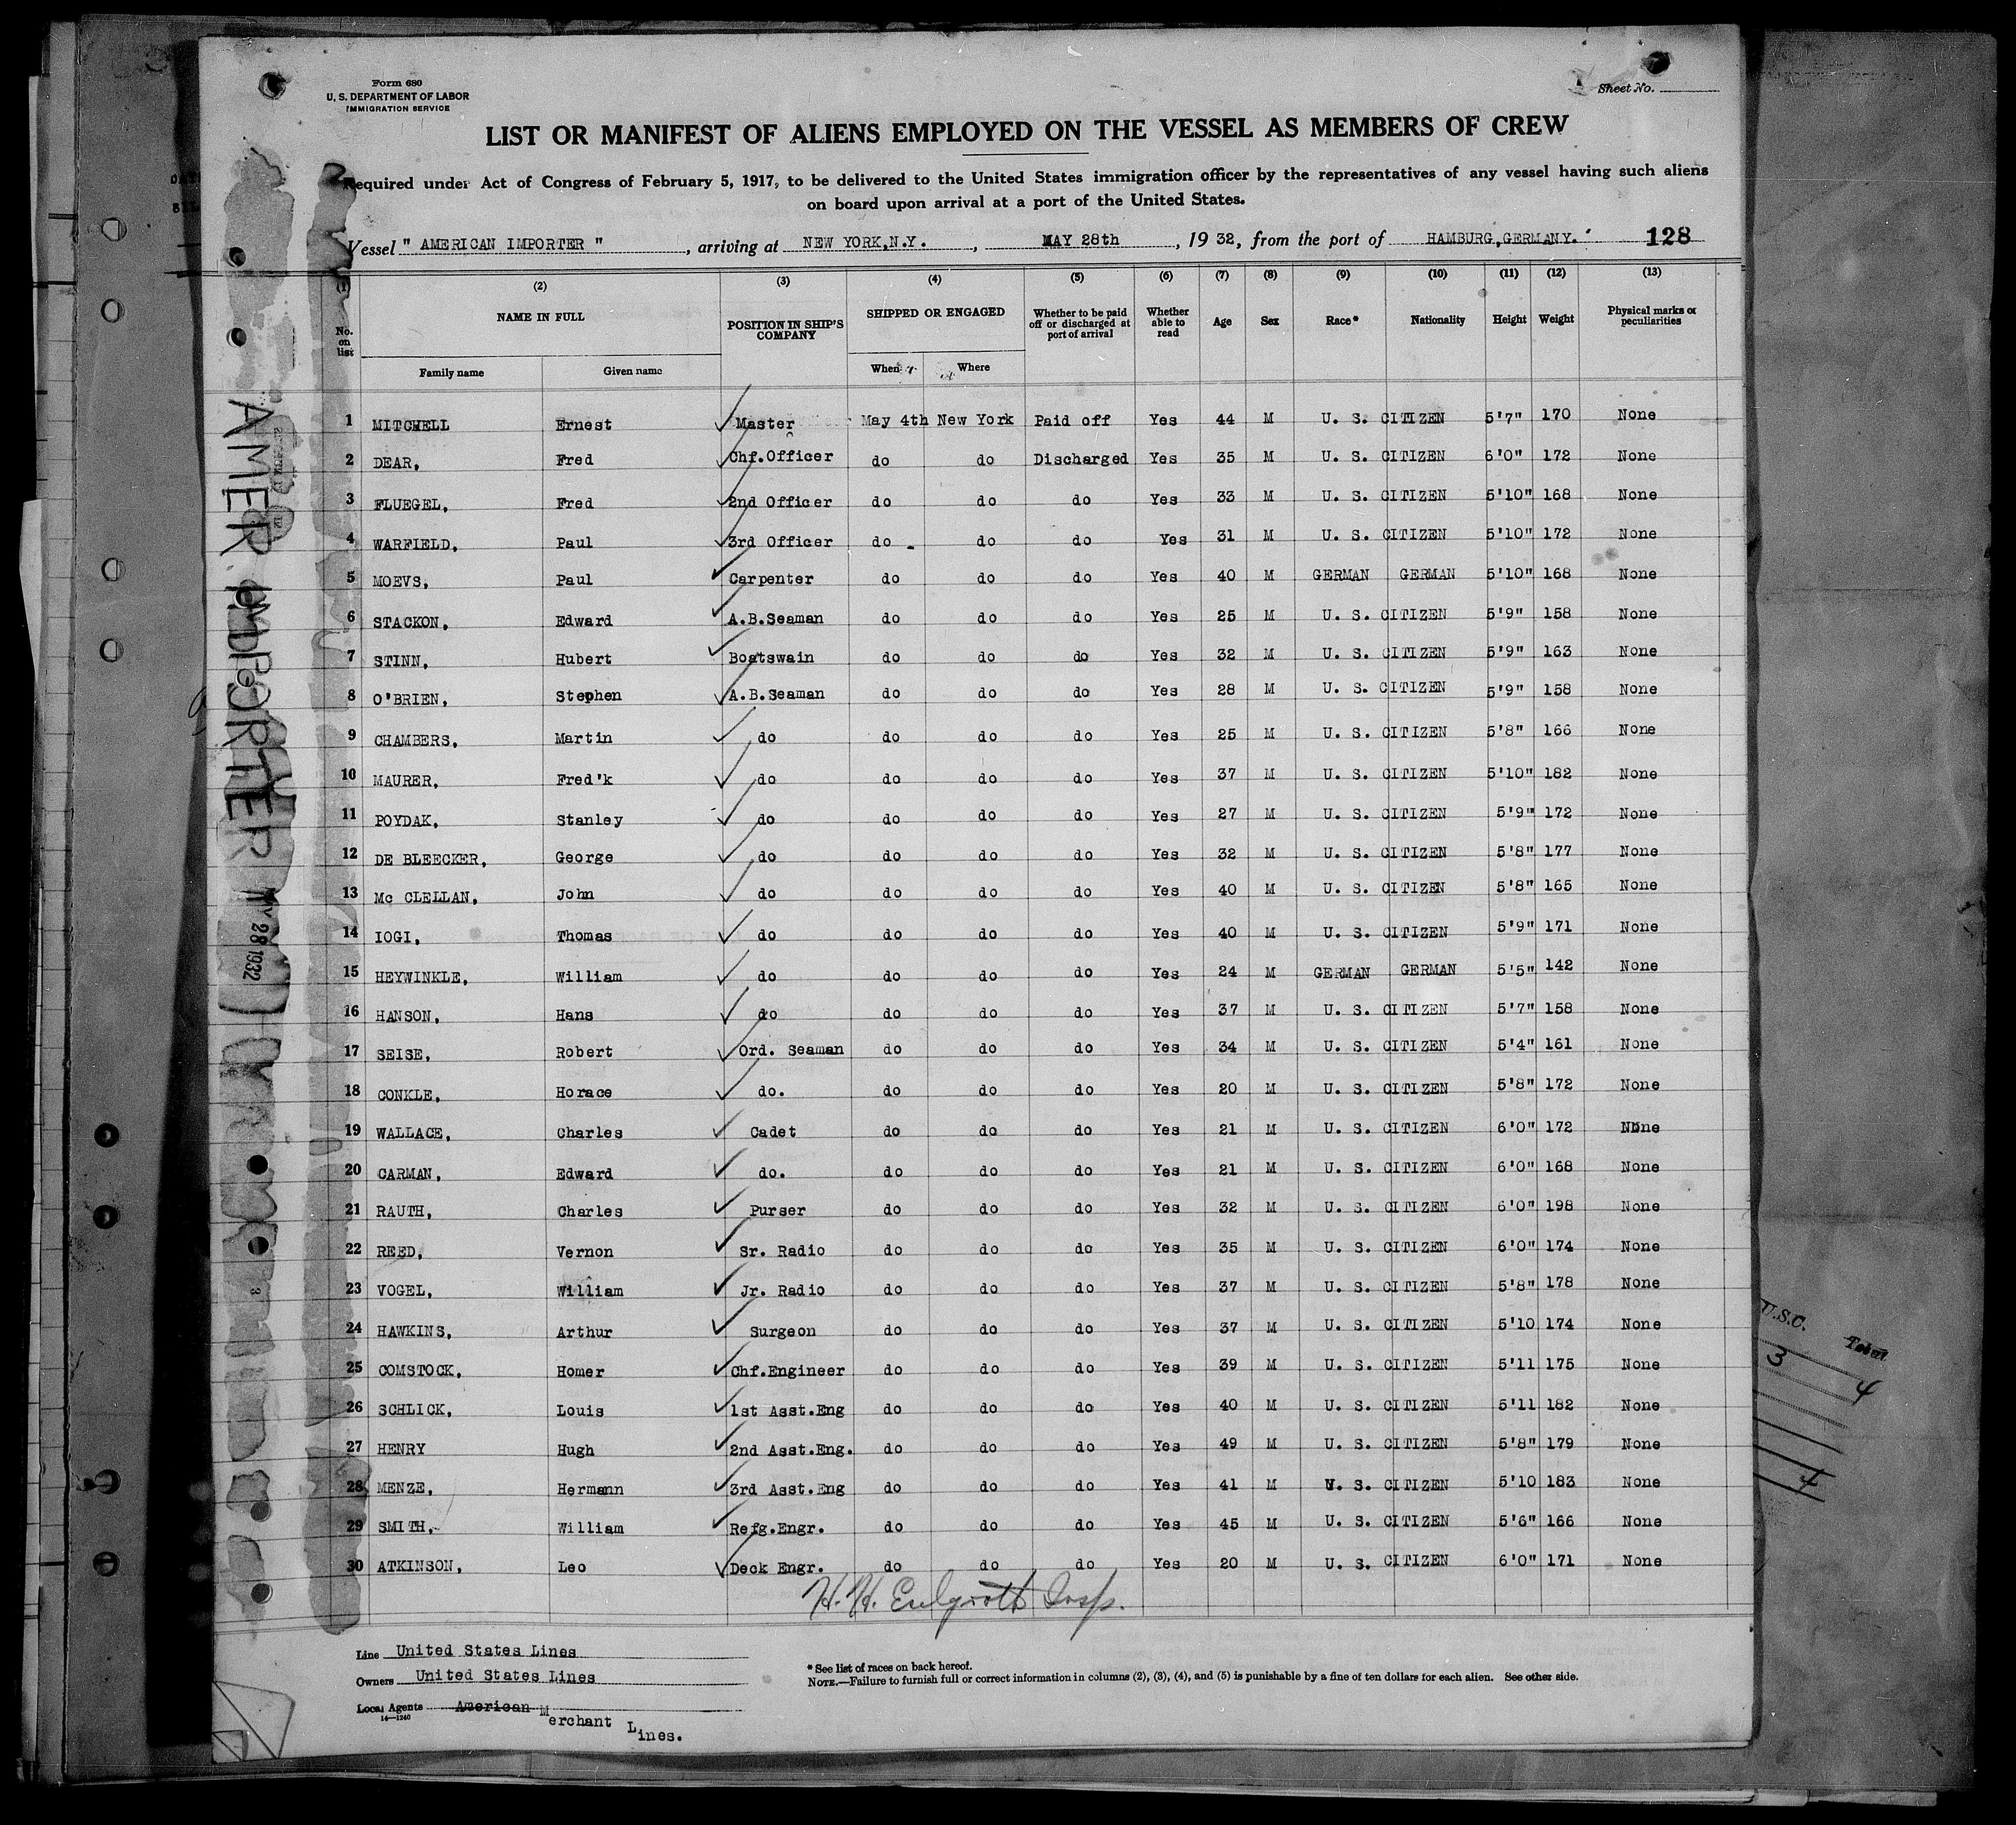 Form 680
U. S. DEPARTMENT OF LABOR
IMMIGRATION SERVICE
Sheet No.
LIST OR MANIFEST OF ALIENS EMPLOYED ON THE VESSEL AS MEMBERS OF CREW
Required under Act of Congress of February 5, 1917, to be delivered to the United States immigration officer by the representatives of any vessel having such aliens
on board upon arrival at a port of the United States.
Vessel " AMERICAN IMPORTER ", arriving at NEW YORK,N.Y., MAY 28th, 19 32, from the port of HAMBURG,GERMANY. 128
(1) (2) (3) (4) (5) (6) (7) (8) (9) (10) (11) (12) (13)
No. on list NAME IN FULL POSITION IN SHIP'S COMPANY SHIPPED OR ENGAGED Whether to be paid off or discharged at port of arrival Whether able to read Age Sex Race* Nationality Height Weight Physical marks or peculiarities
Family name Given name When Where
1 MITCHELL Ernest Master May 4th New York Paid off Yes 44 M U. S. CITIZEN 5'7" 170 None
2 DEAR, Fred Chf.Officer do do Discharged Yes 35 M U. S. CITIZEN 6'0" 172 None
3 FLUEGEL, Fred 2nd Officer do do do Yes 33 M U. S. CITIZEN 5'10" 168 None
4 WARFIELD, Paul 3rd Officer do do do Yes 31 M U. S. CITIZEN 5'10" 172 None
5 MOEVS, Paul Carpenter do do do Yes 40 M GERMAN GERMAN 5'10" 168 None
6 STACKON, Edward A.B.Seaman do do do Yes 25 M U. S. CITIZEN 5'9" 158 None
7 STINN, Hubert Boatswain do do do Yes 32 M U. S. CITIZEN 5'9" 163 None
8 O'BRIEN, Stephen A.B.Seaman do do do Yes 28 M U. S. CITIZEN 5'9" 158 None
9 CHAMBERS, Martin do do do do Yes 25 M U. S. CITIZEN 5'8" 166 None
10 MAURER, Fred'k do do do do Yes 37 M U. S. CITIZEN 5'10" 182 None
11 POYDAK, Stanley do do do do Yes 27 M U. S. CITIZEN 5'9" 172 None
12 DE BLEECKER, George do do do do Yes 32 M U. S. CITIZEN 5'8" 177 None
13 Mc CLELLAN, John do do do do Yes 40 M U. S. CITIZEN 5'8" 165 None
14 IOGI, Thomas do do do do Yes 40 M U. S. CITIZEN 5'9" 171 None
15 HEYWINKLE, William do do do do Yes 24 M GERMAN GERMAN 5'5" 142 None
16 HANSON, Hans do do do do Yes 37 M U. S. CITIZEN 5'7" 158 None
17 SEISE, Robert Ord. Seaman do do do Yes 34 M U. S. CITIZEN 5'4" 161 None
18 CONKLE, Horace do. do do do Yes 20 M U. S. CITIZEN 5'8" 172 None
19 WALLACE, Charles Cadet do do do Yes 21 M U. S. CITIZEN 6'0" 172 None
20 CARMAN, Edward do. do do do Yes 21 M U. S. CITIZEN 6'0" 168 None
21 RAUTH, Charles Purser do do do Yes 32 M U. S. CITIZEN 6'0" 198 None
22 REED, Vernon Sr. Radio do do do Yes 35 M U. S. CITIZEN 6'0" 174 None
23 VOGEL, William Jr. Radio do do do Yes 37 M U. S. CITIZEN 5'8" 178 None
24 HAWKINS, Arthur Surgeon do do do Yes 37 M U. S. CITIZEN 5'10 174 None
25 COMSTOCK, Homer Chf.Engineer do do do Yes 39 M U. S. CITIZEN 5'11 175 None
26 SCHLICK, Louis 1st Asst.Eng do do do Yes 40 M U. S. CITIZEN 5'11 182 None
27 HENRY Hugh 2nd Asst.Eng. do do do Yes 49 M U. S. CITIZEN 5'8" 179 None
28 MENZE, Hermann 3rd Asst.Eng do do do Yes 41 M U. S. CITIZEN 5'10 183 None
29 SMITH, William Refg.Engr. do do do Yes 45 M U. S. CITIZEN 5'6" 166 None
30 ATKINSON, Leo Deck Engr. do do do Yes 20 M U. S. CITIZEN 6'0" 171 None
H. H. Insp.
Line United States Lines
Owners United States Lines
Local Agents American Merchant Lines.
14—1240
* See list of races on back hereof.
NOTE.—Failure to furnish full or correct information in columns (2), (3), (4), and (5) is punishable by a fine of ten dollars for each alien. See other side.
AMER IMPORTER
MY 28 1932
U.S.C. Total
3 4
4